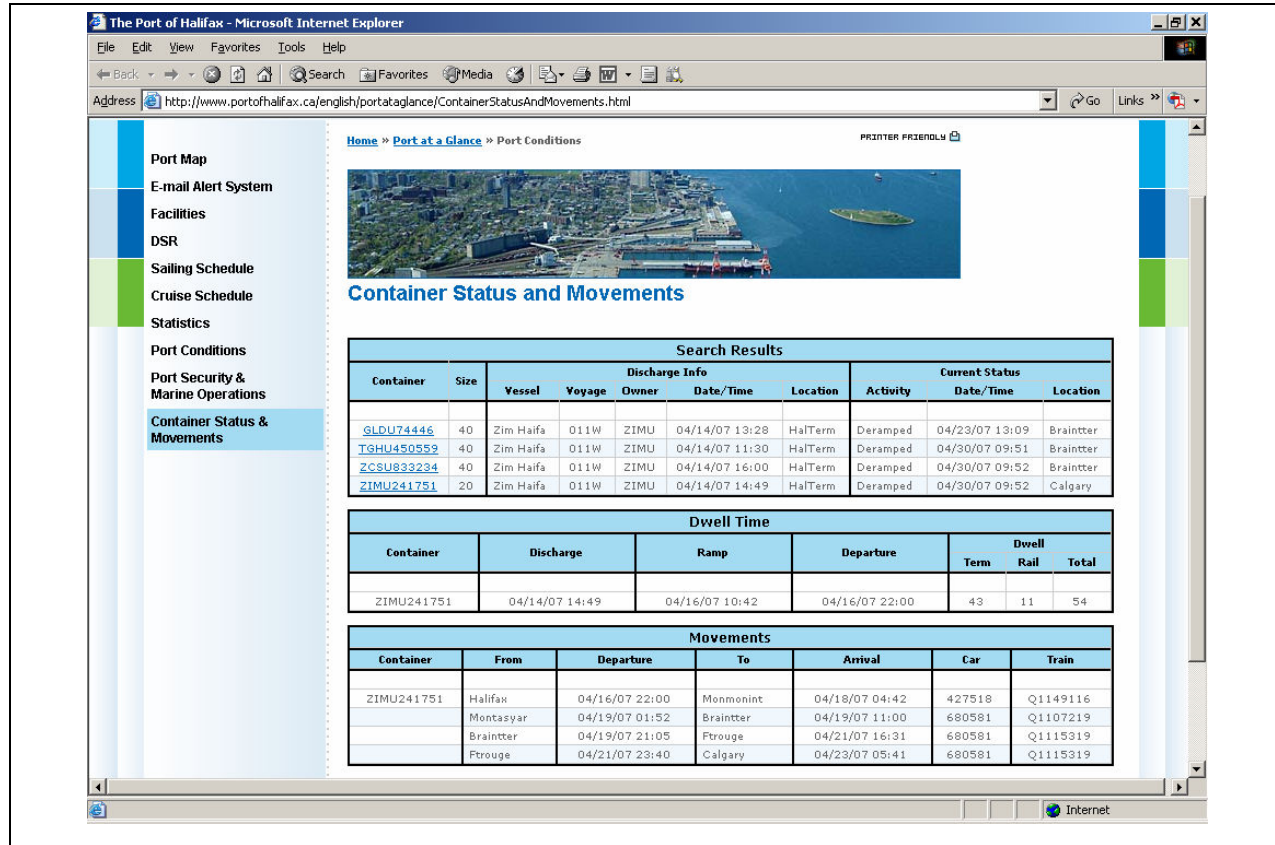 The Port of Halifax - Microsoft Internet Explorer
File Edit View Favorites Tools Help
Back Search Favorites Media
Address http://www.portofhalifax.ca/english/portataglance/ContainerStatusAndMovements.html Go Links »
Home » Port at a Glance » Port Conditions PRINTER FRIENDLY
Port Map
E-mail Alert System
Facilities
DSR
Sailing Schedule
Cruise Schedule
Statistics
Port Conditions
Port Security &
Marine Operations
Container Status &
Movements
Container Status and Movements
Search Results
Container Size Discharge Info Current Status
Vessel Voyage Owner Date/Time Location Activity Date/Time Location
GLDU74446 40 Zim Haifa 011W ZIMU 04/14/07 13:28 HalTerm Deramped 04/23/07 13:09 Braintter
TGHU450559 40 Zim Haifa 011W ZIMU 04/14/07 11:30 HalTerm Deramped 04/30/07 09:51 Braintter
ZCSU833234 40 Zim Haifa 011W ZIMU 04/14/07 16:00 HalTerm Deramped 04/30/07 09:52 Braintter
ZIMU241751 20 Zim Haifa 011W ZIMU 04/14/07 14:49 HalTerm Deramped 04/30/07 09:52 Calgary
Dwell Time
Container Discharge Ramp Departure Dwell
Term Rail Total
ZIMU241751 04/14/07 14:49 04/16/07 10:42 04/16/07 22:00 43 11 54
Movements
Container From Departure To Arrival Car Train
ZIMU241751 Halifax 04/16/07 22:00 Monmonint 04/18/07 04:42 427518 Q1149116
Montasyar 04/19/07 01:52 Braintter 04/19/07 11:00 680581 Q1107219
Braintter 04/19/07 21:05 Ftrouge 04/21/07 16:31 680581 Q1115319
Ftrouge 04/21/07 23:40 Calgary 04/23/07 05:41 680581 Q1115319
Internet